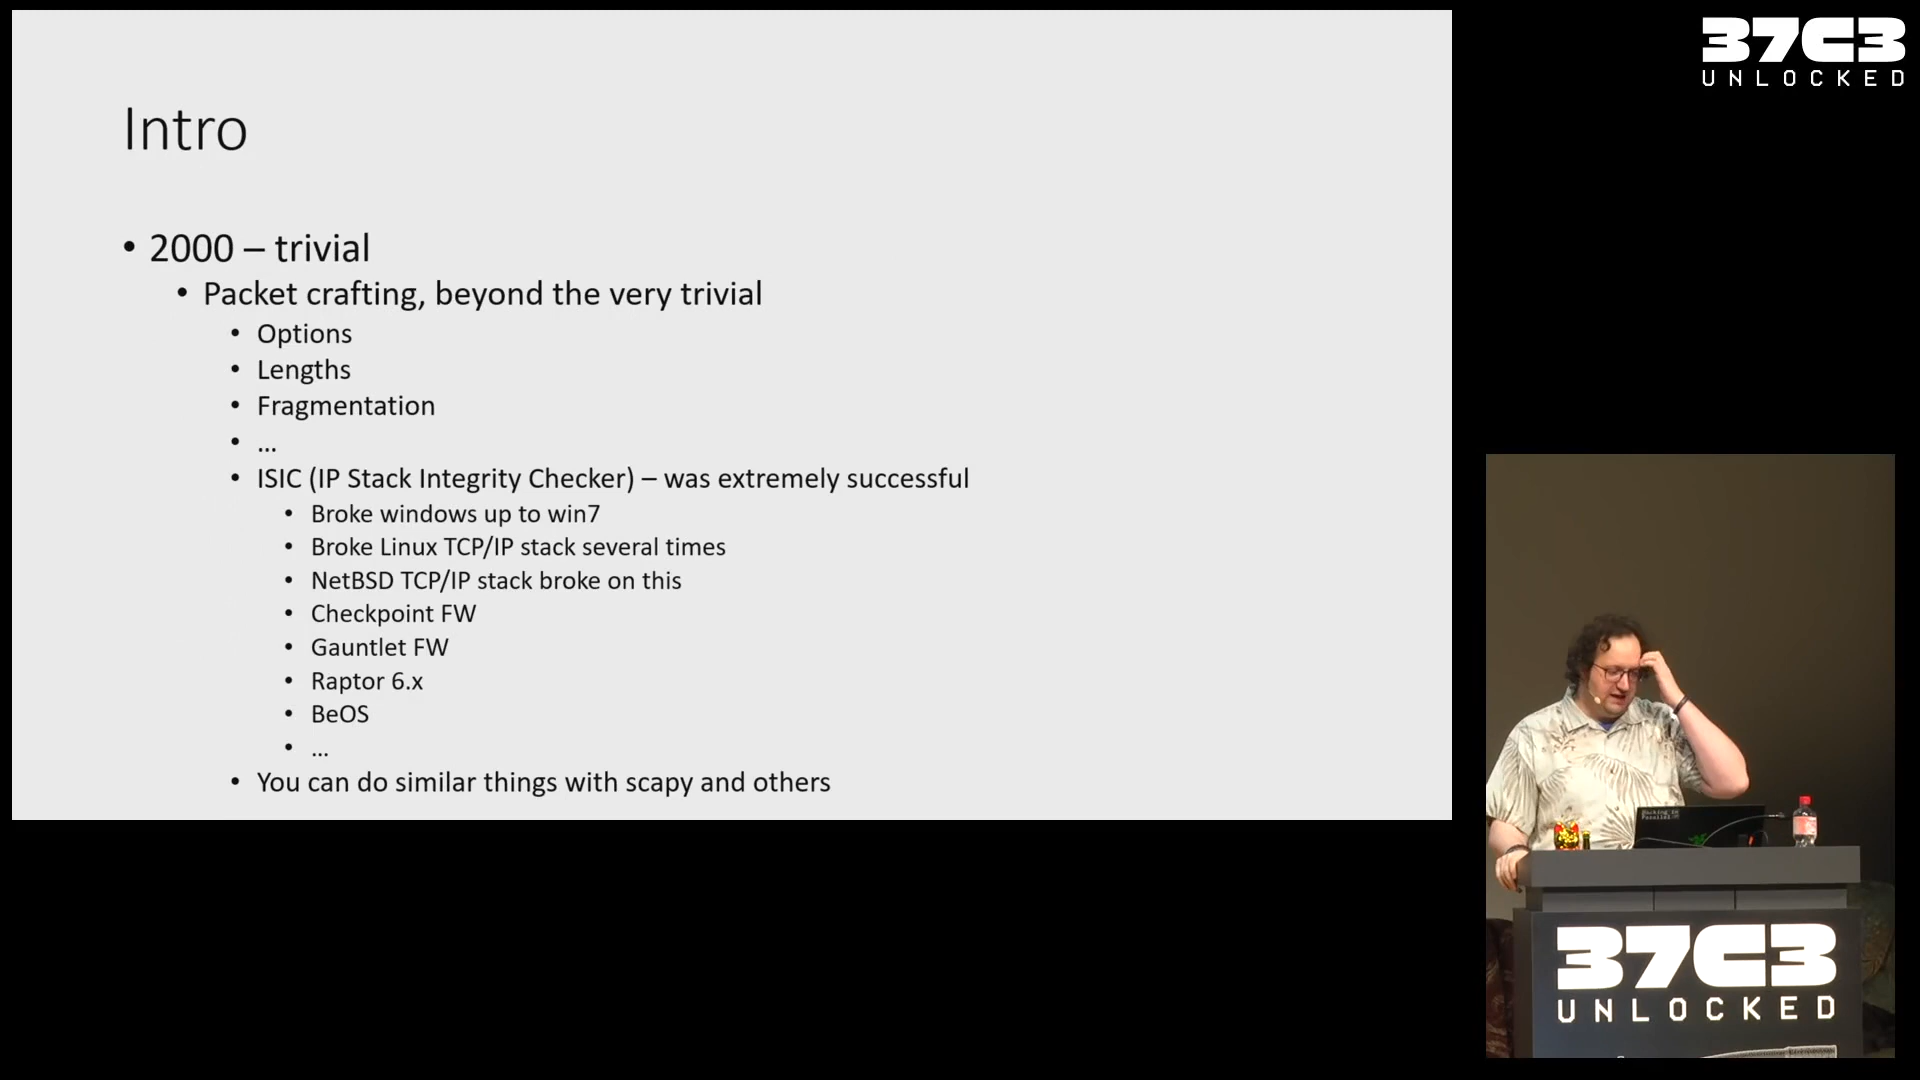 37C3
UNLOCKED
Intro
• 2000 – trivial
• Packet crafting, beyond the very trivial
• Options
• Lengths
• Fragmentation
• ...
• ISIC (IP Stack Integrity Checker) – was extremely successful
• Broke windows up to win7
• Broke Linux TCP/IP stack several times
• NetBSD TCP/IP stack broke on this
• Checkpoint FW
• Gauntlet FW
• Raptor 6.x
• BeOS
• ...
• You can do similar things with scapy and others
37C3
UNLOCKED